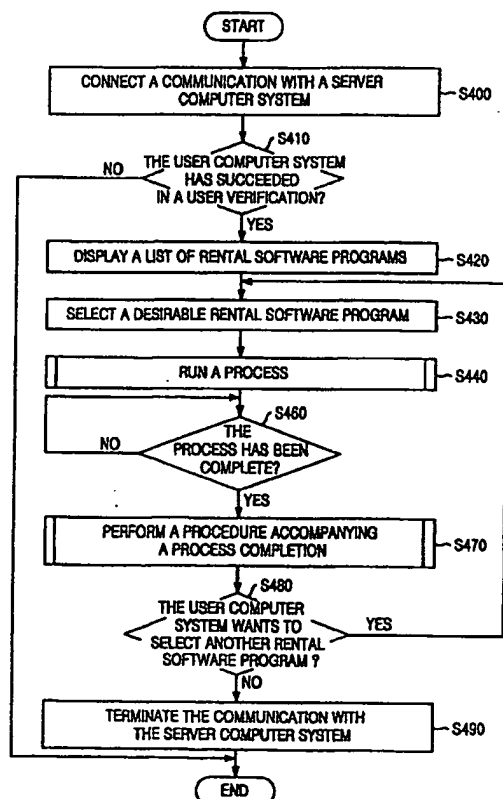 START
CONNECT A COMMUNICATION WITH A SERVER
COMPUTER SYSTEM
S400
S410
THE USER COMPUTER SYSTEM
HAS SUCCEEDED
IN A USER VERIFICATION?
NO
YES
DISPLAY A LIST OF RENTAL SOFTWARE PROGRAMS
S420
SELECT A DESIRABLE RENTAL SOFTWARE PROGRAM
S430
RUN A PROCESS
S440
S460
THE
PROCESS HAS BEEN
COMPLETE?
NO
YES
PERFORM A PROCEDURE ACCOMPANYING
A PROCESS COMPLETION
S470
S480
THE USER COMPUTER
SYSTEM WANTS TO
SELECT ANOTHER RENTAL
SOFTWARE PROGRAM ?
YES
NO
TERMINATE THE COMMUNICATION WITH
THE SERVER COMPUTER SYSTEM
S490
END